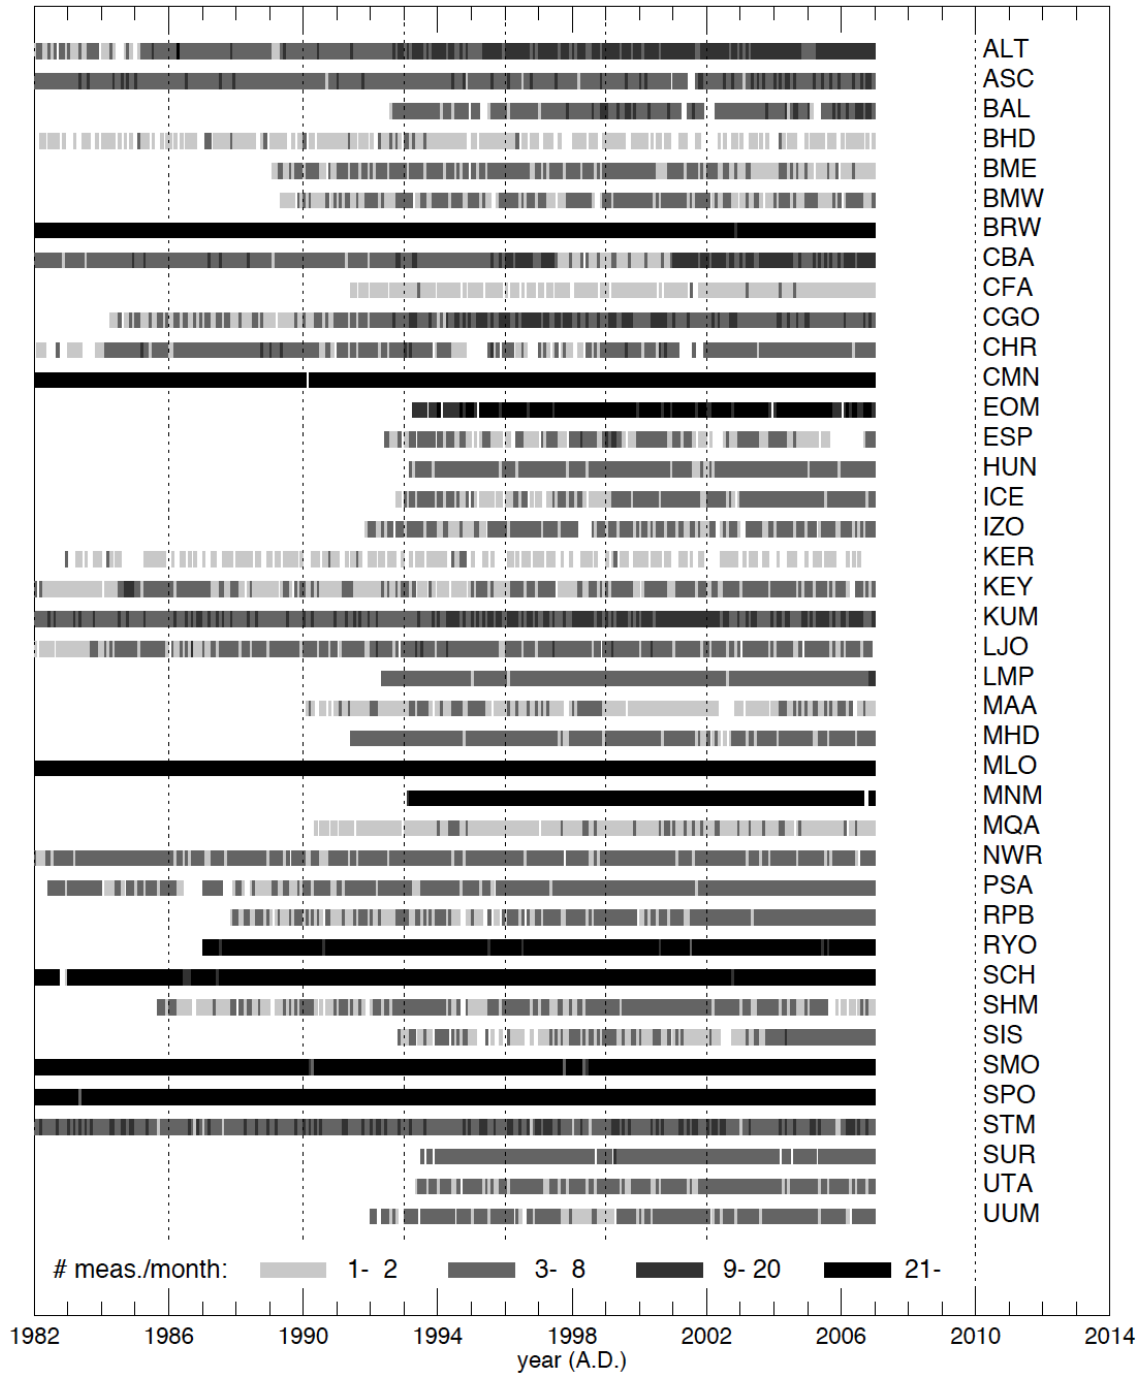 ALT
ASC
BAL
BHD
BME
BMW
BRW
CBA
CFA
CGO
CHR
CMN
EOM
ESP
HUN
ICE
IZO
KER
KEY
KUM
LJO
LMP
MAA
MHD
MLO
MNM
MQA
NWR
PSA
RPB
RYO
SCH
SHM
SIS
SMO
SPO
STM
SUR
UTA
UUM
# meas./month: 1- 2 3- 8 9- 20 21-
1982 1986 1990 1994 1998 2002 2006 2010 2014
year (A.D.)